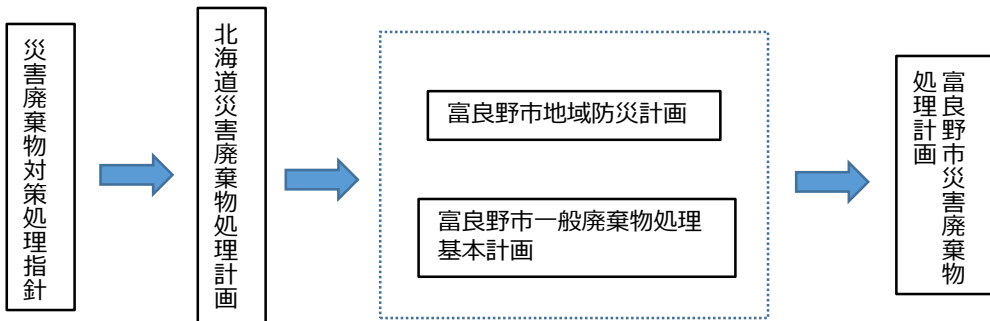 災害廃棄物対策処理指針
北海道災害廃棄物処理計画
富良野市地域防災計画
富良野市一般廃棄物処理
基本計画
富良野市災害廃棄物
処理計画